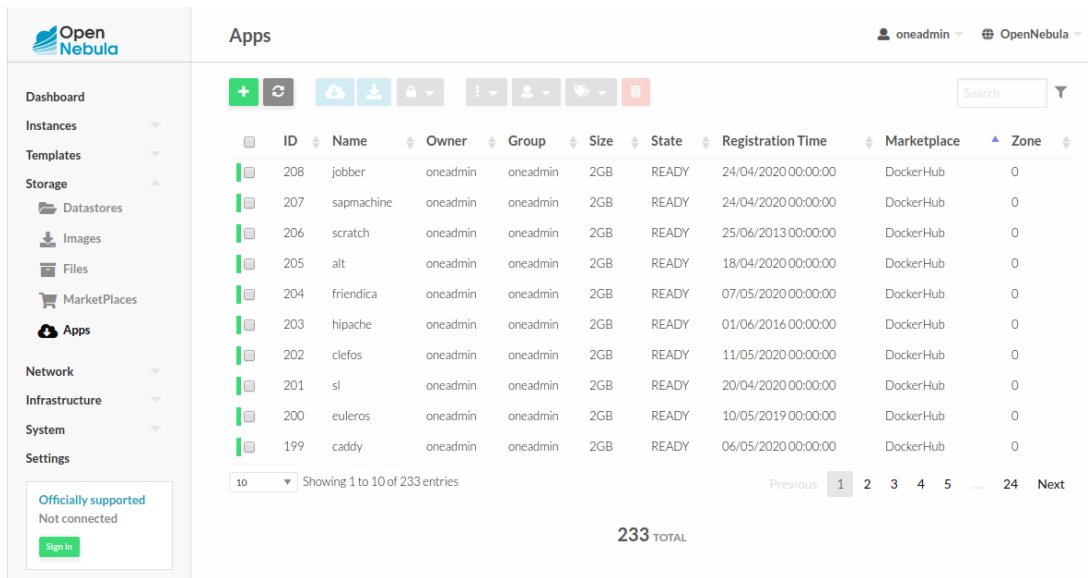 Open
Nebula
Apps
oneadmin
OpenNebula
Dashboard
Instances
Templates
Storage
Datastores
Images
Files
MarketPlaces
Apps
Network
Infrastructure
System
Settings
Officially supported
Not connected
Sign in
Search
ID Name Owner Group Size State Registration Time Marketplace Zone
208 jobber oneadmin oneadmin 2GB READY 24/04/2020 00:00:00 DockerHub 0
207 sapmachine oneadmin oneadmin 2GB READY 24/04/2020 00:00:00 DockerHub 0
206 scratch oneadmin oneadmin 2GB READY 25/06/2013 00:00:00 DockerHub 0
205 alt oneadmin oneadmin 2GB READY 18/04/2020 00:00:00 DockerHub 0
204 friendica oneadmin oneadmin 2GB READY 07/05/2020 00:00:00 DockerHub 0
203 hipache oneadmin oneadmin 2GB READY 01/06/2016 00:00:00 DockerHub 0
202 clefos oneadmin oneadmin 2GB READY 11/05/2020 00:00:00 DockerHub 0
201 sl oneadmin oneadmin 2GB READY 20/04/2020 00:00:00 DockerHub 0
200 euleros oneadmin oneadmin 2GB READY 10/05/2019 00:00:00 DockerHub 0
199 caddy oneadmin oneadmin 2GB READY 06/05/2020 00:00:00 DockerHub 0
10 Showing 1 to 10 of 233 entries
Previous 1 2 3 4 5 ... 24 Next
233 TOTAL